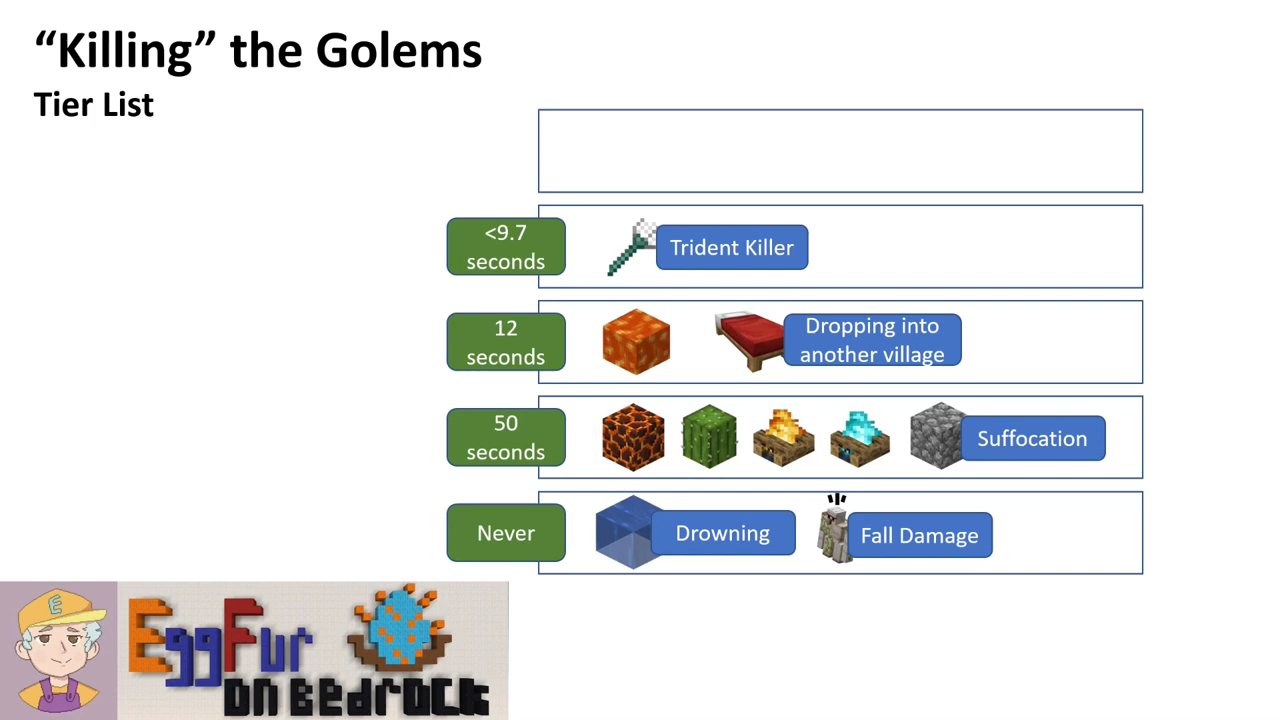 “Killing” the Golems
Tier List
<9.7
seconds
Trident Killer
12
seconds
Dropping into
another village
50
seconds
Suffocation
Never
Drowning
Fall Damage
E
EggFur
on Bedrock